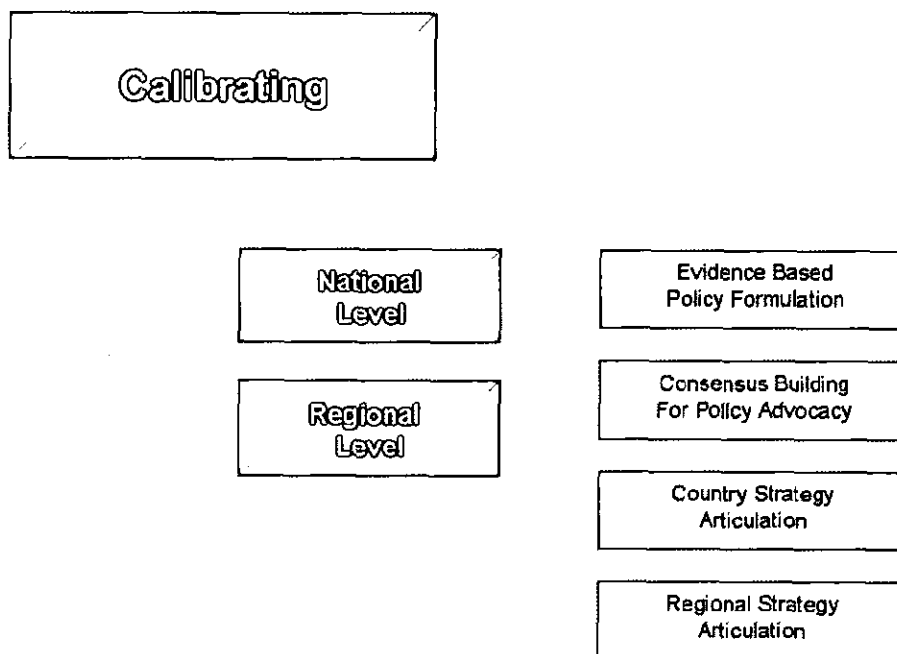 Calibrating
National
Level
Regional
Level
Evidence Based
Policy Formulation
Consensus Building
For Policy Advocacy
Country Strategy
Articulation
Regional Strategy
Articulation